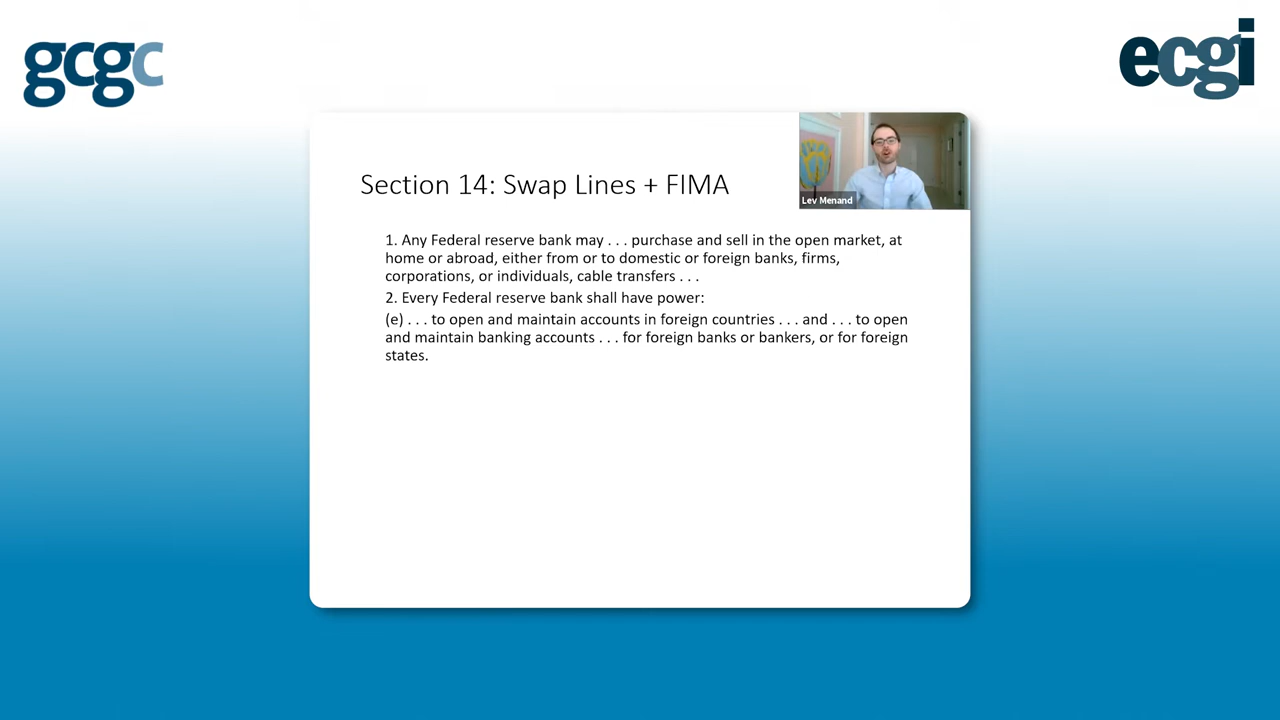 gcgc
ecgi
Lev Menand
Section 14: Swap Lines + FIMA
1. Any Federal reserve bank may . . . purchase and sell in the open market, at
home or abroad, either from or to domestic or foreign banks, firms,
corporations, or individuals, cable transfers . . .
2. Every Federal reserve bank shall have power:
(e) . . . to open and maintain accounts in foreign countries . . . and . . . to open
and maintain banking accounts . . . for foreign banks or bankers, or for foreign
states.